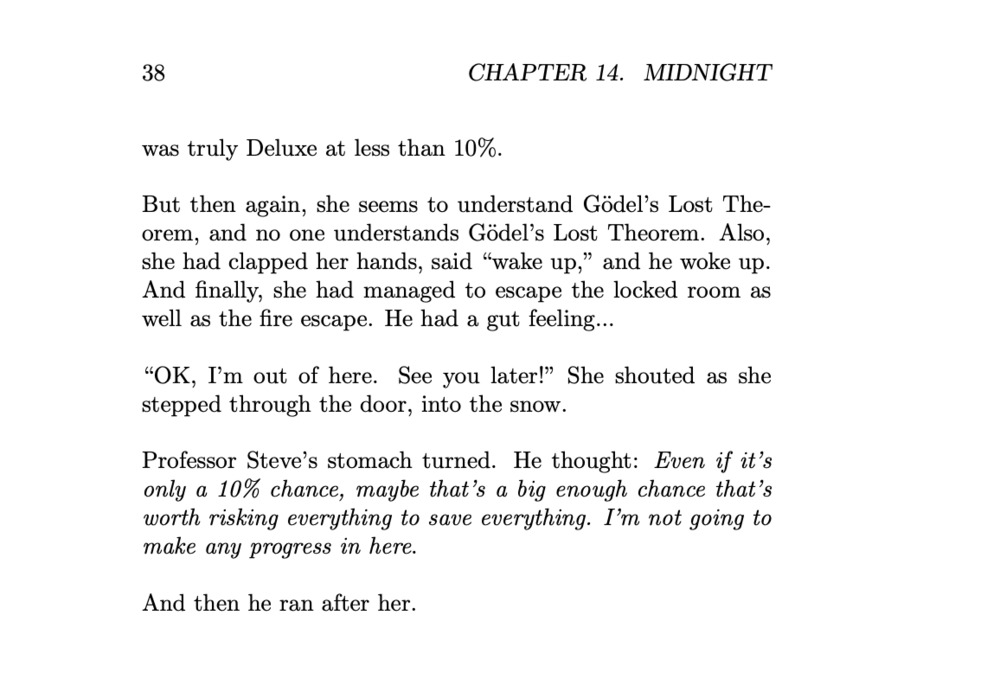 38 CHAPTER 14. MIDNIGHT
was truly Deluxe at less than 10%.
But then again, she seems to understand Gödel’s Lost The-
orem, and no one understands Gödel’s Lost Theorem. Also,
she had clapped her hands, said “wake up,” and he woke up.
And finally, she had managed to escape the locked room as
well as the fire escape. He had a gut feeling...
“OK, I’m out of here. See you later!” She shouted as she
stepped through the door, into the snow.
Professor Steve’s stomach turned. He thought: Even if it’s
only a 10% chance, maybe that’s a big enough chance that’s
worth risking everything to save everything. I’m not going to
make any progress in here.
And then he ran after her.